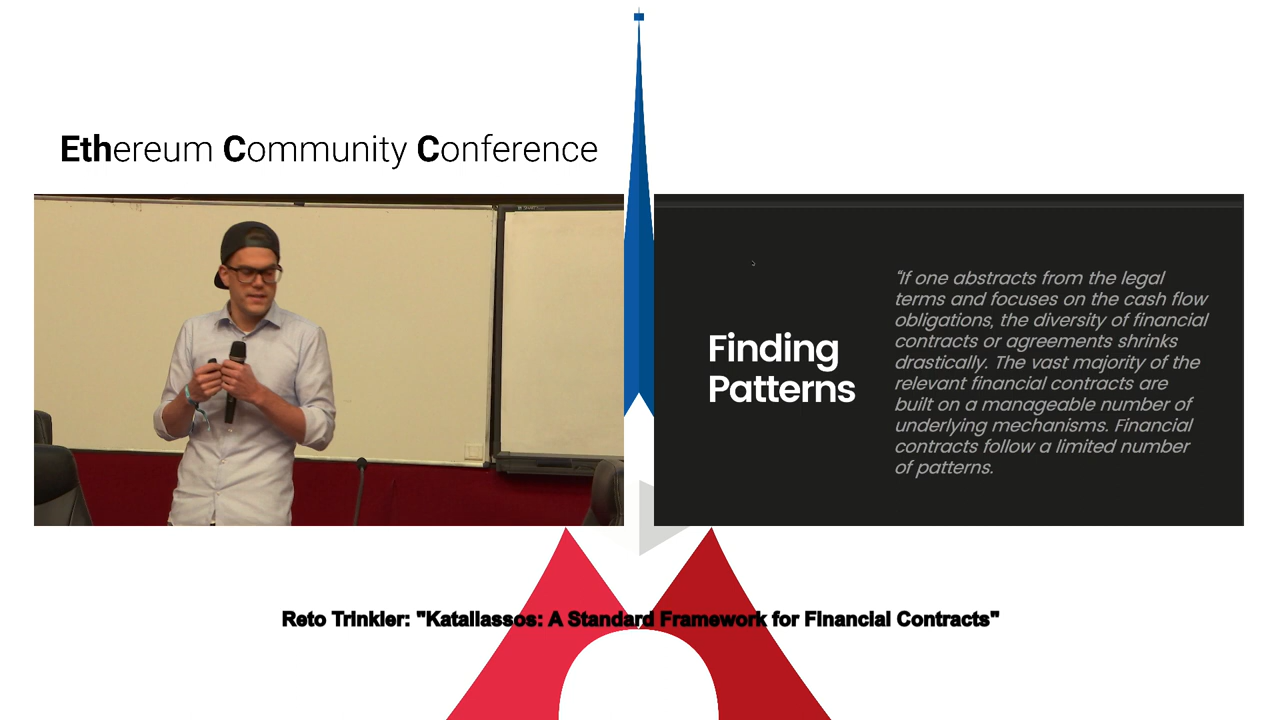 Ethereum Community Conference
Finding
Patterns
“If one abstracts from the legal
terms and focuses on the cash flow
obligations, the diversity of financial
contracts or agreements shrinks
drastically. The vast majority of the
relevant financial contracts are
built on a manageable number of
underlying mechanisms. Financial
contracts follow a limited number
of patterns.
Reto Trinkler: "Katallassos: A Standard Framework for Financial Contracts"